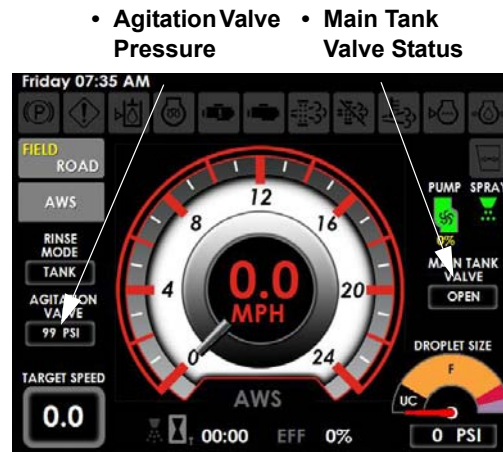 • Agitation Valve Pressure
• Main Tank Valve Status
Friday 07:35 AM
FIELD
ROAD
AWS
RINSE
MODE
TANK
AGITATION
VALVE
99 PSI
TARGET SPEED
0.0
0
4
8
12
16
20
24
0.0
MPH
AWS
00:00 EFF 0%
PUMP SPRAY
0%
MAIN TANK
VALVE
OPEN
DROPLET SIZE
F
UC
0 PSI